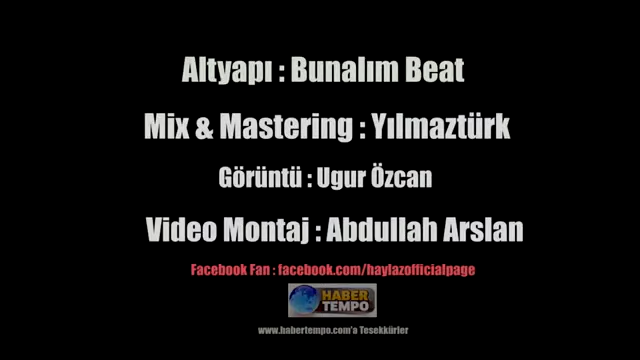 Altyapı : Bunalım Beat
Mix & Mastering : Yılmaztürk
Görüntü : Ugur Özcan
Video Montaj : Abdullah Arslan
Facebook Fan : facebook.com/haylazofficialpage
HABER
TEMPO
www.habertempo.com'a Tesekkürler